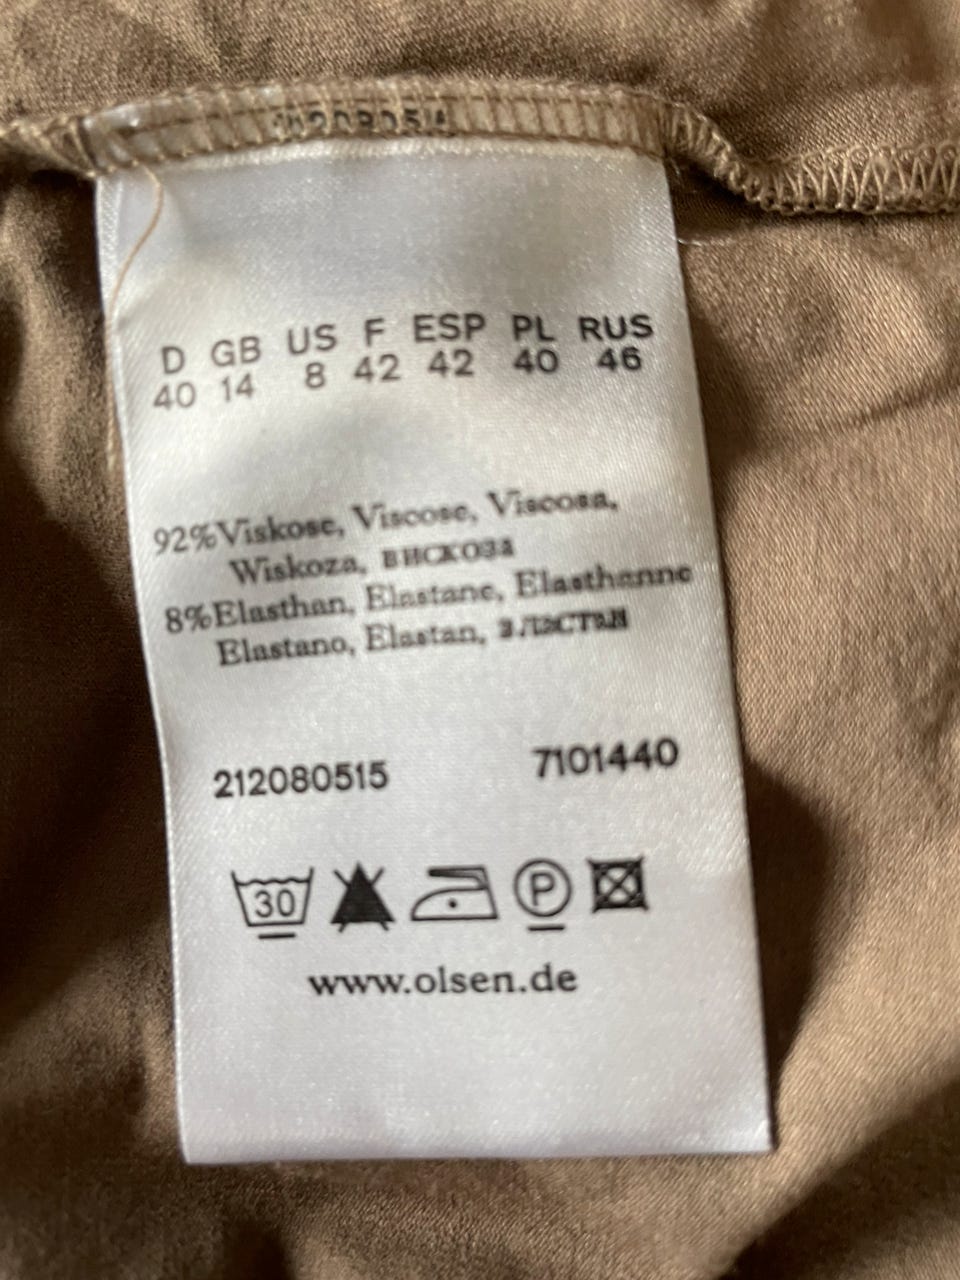 D GB US F ESP PL RUS
40 14 8 42 42 40 46
92%Viskose, Viscose, Viscosa,
Wiskoza, вискоза
8%Elasthan, Elastane, Elasthanne
Elastano, Elastan, эластан
212080515 7101440
30 P
www.olsen.de